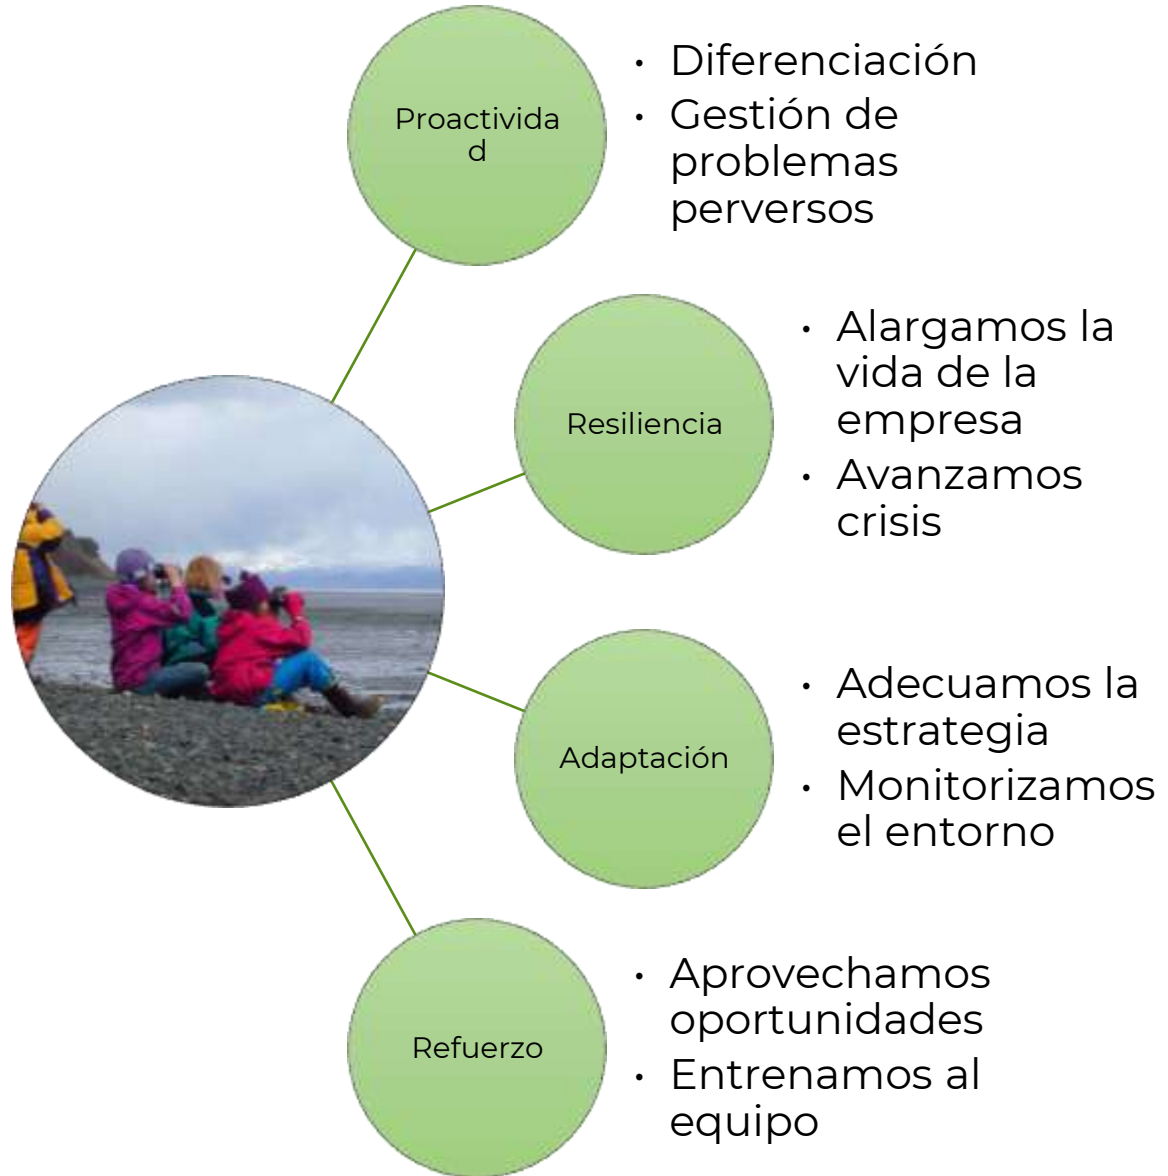 Proactivida
d
• Diferenciación
• Gestión de
problemas
perversos
Resiliencia
• Alargamos la
vida de la
empresa
• Avanzamos
crisis
Adaptación
• Adecuamos la
estrategia
• Monitorizamos
el entorno
Refuerzo
• Aprovechamos
oportunidades
• Entrenamos al
equipo